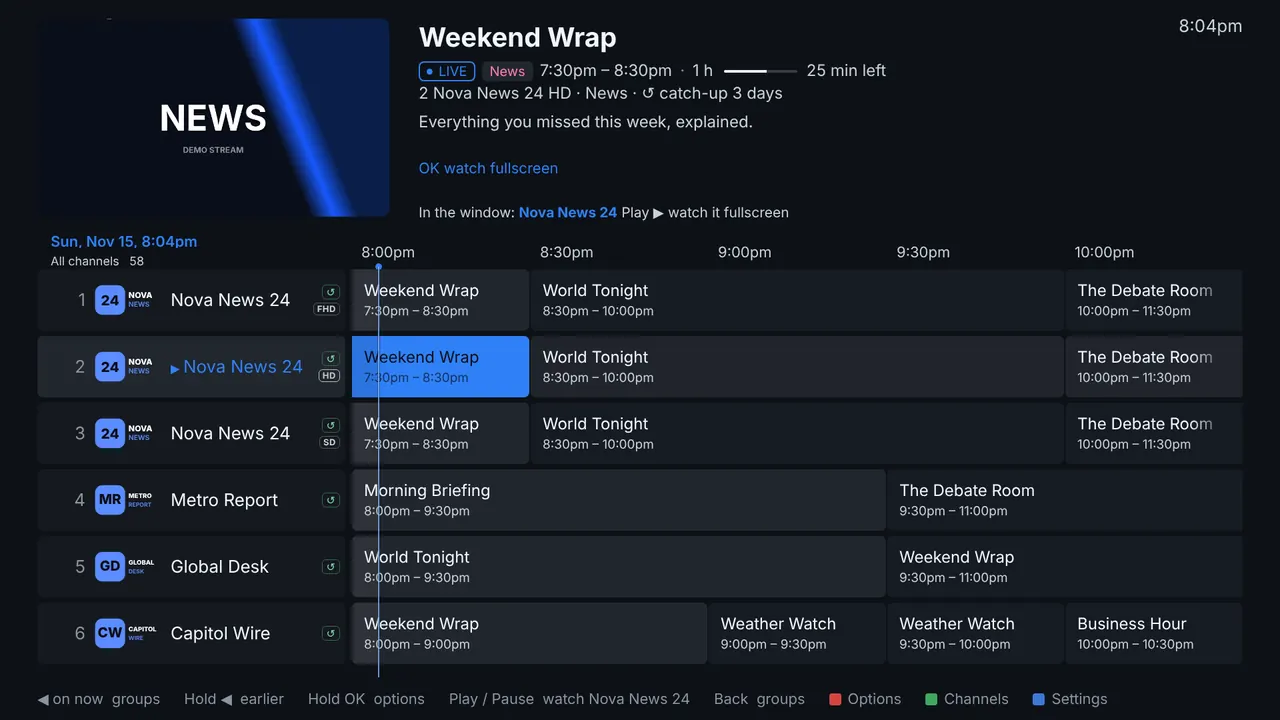 8:04pm
NEWS
DEMO STREAM
Weekend Wrap
LIVE News 7:30pm – 8:30pm · 1 h 25 min left
2 Nova News 24 HD · News · ↺ catch-up 3 days
Everything you missed this week, explained.
OK watch fullscreen
In the window: Nova News 24 Play ▶ watch it fullscreen
Sun, Nov 15, 8:04pm
All channels 58
8:00pm 8:30pm 9:00pm 9:30pm 10:00pm
1 24 NOVA NEWS Nova News 24 ↺ FHD
Weekend Wrap
7:30pm – 8:30pm
World Tonight
8:30pm – 10:00pm
The Debate Room
10:00pm – 11:30pm
2 24 NOVA NEWS ▶ Nova News 24 ↺ HD
Weekend Wrap
7:30pm – 8:30pm
World Tonight
8:30pm – 10:00pm
The Debate Room
10:00pm – 11:30pm
3 24 NOVA NEWS Nova News 24 ↺ SD
Weekend Wrap
7:30pm – 8:30pm
World Tonight
8:30pm – 10:00pm
The Debate Room
10:00pm – 11:30pm
4 MR METRO REPORT Metro Report ↺
Morning Briefing
8:00pm – 9:30pm
The Debate Room
9:30pm – 11:00pm
5 GD GLOBAL DESK Global Desk ↺
World Tonight
8:00pm – 9:30pm
Weekend Wrap
9:30pm – 11:00pm
6 CW CAPITOL WIRE Capitol Wire ↺
Weekend Wrap
8:00pm – 9:00pm
Weather Watch
9:00pm – 9:30pm
Weather Watch
9:30pm – 10:00pm
Business Hour
10:00pm – 10:30pm
◀ on now groups Hold ◀ earlier Hold OK options Play / Pause watch Nova News 24 Back groups Options Channels Settings